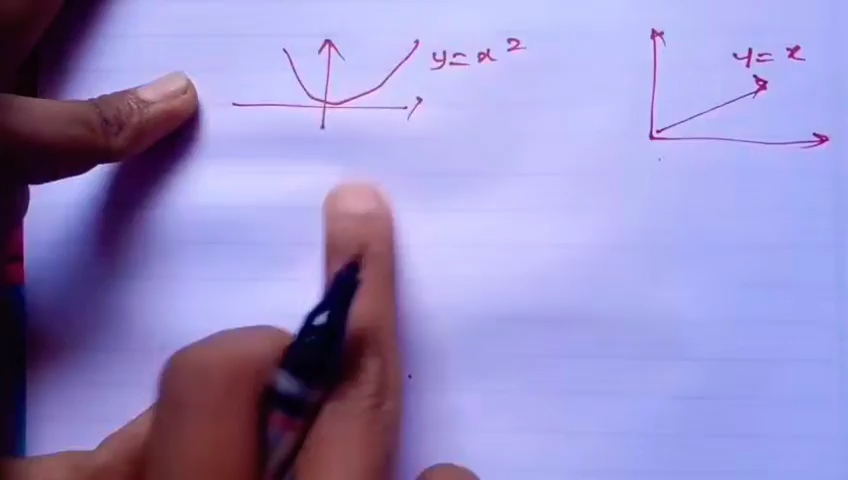 y = x²
y = x